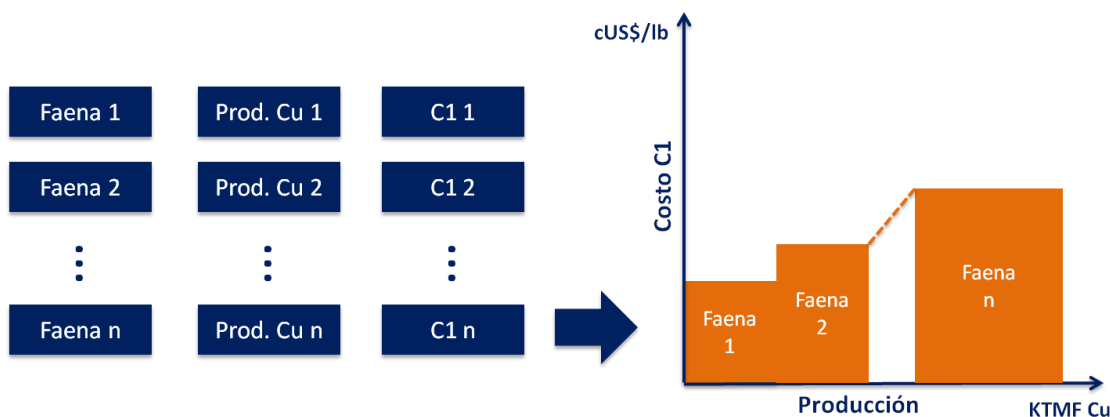 Faena 1
Prod. Cu 1
C1 1
Faena 2
Prod. Cu 2
C1 2
Faena n
Prod. Cu n
C1 n
cUS$/lb
Costo C1
Faena
1
Faena
2
Faena
n
Producción
KTMF Cu